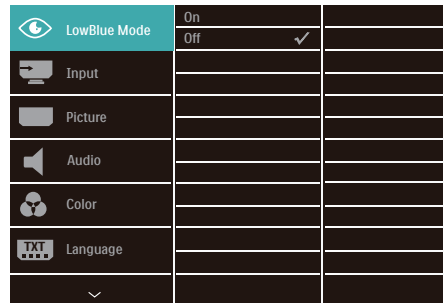 LowBlue Mode
On
Off
Input
Picture
Audio
Color
TXT
Language